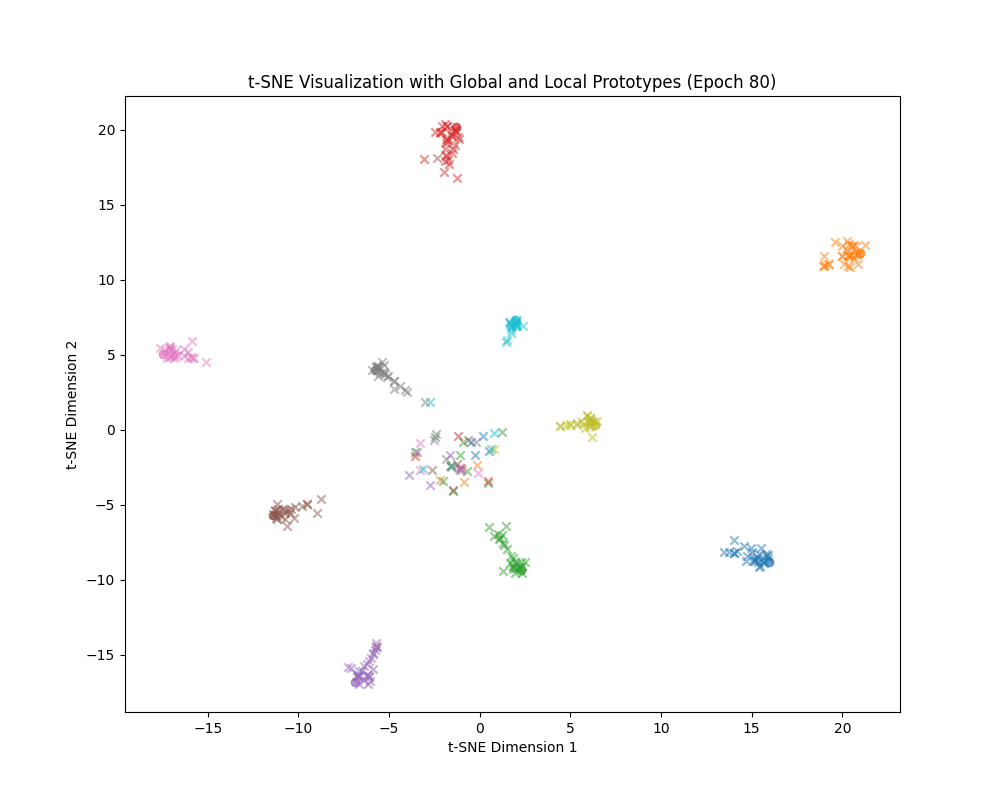 t-SNE Visualization with Global and Local Prototypes (Epoch 80)
20
15
10
5
0
−5
−10
−15
t-SNE Dimension 2
−15 −10 −5 0 5 10 15 20
t-SNE Dimension 1